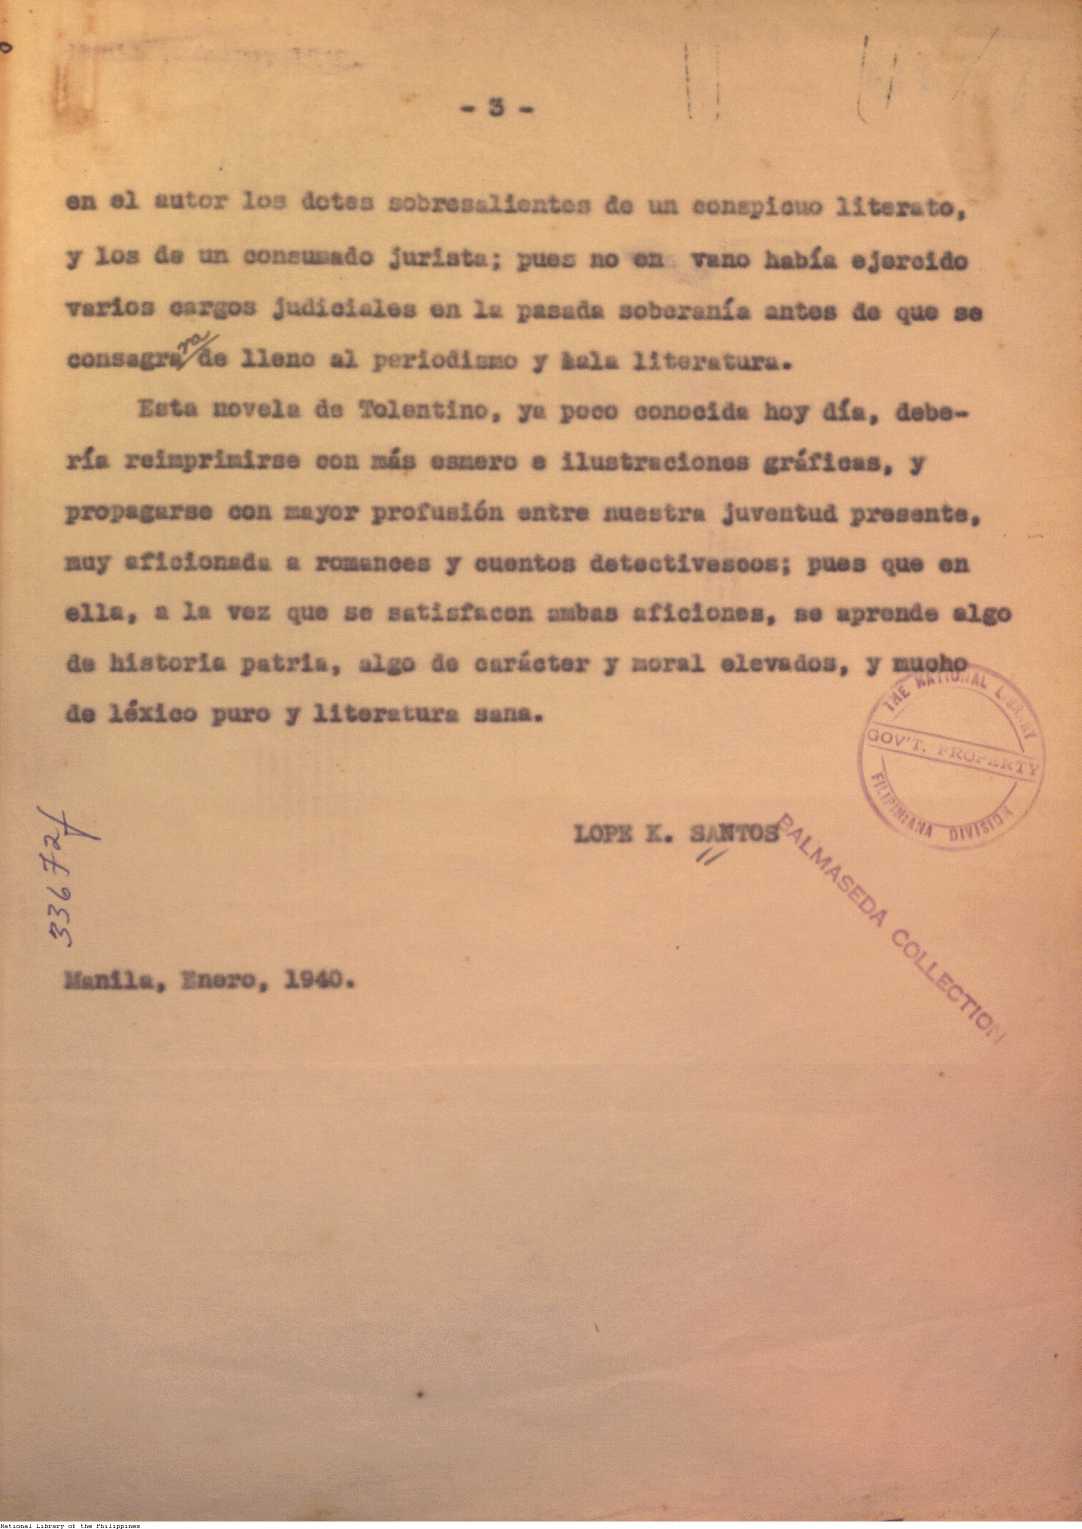 - 3 -
en el autor los dotes sobresalientes de un conspicuo literato,
y los de un consumado jurista; pues no en vano había ejercido
varios cargos judiciales en la pasada soberanía antes de que se
consagra ra de lleno al periodismo y a la literatura.
Esta novela de Tolentino, ya poco conocida hoy día, debe-
ría reimprimirse con más esmero e ilustraciones gráficas, y
propagarse con mayor profusión entre nuestra juventud presente,
muy aficionada a romances y cuentos detectivescos; pues que en
ella, a la vez que se satisfacen ambas aficiones, se aprende algo
de historia patria, algo de carácter y moral elevados, y mucho
de léxico puro y literatura sana.
THE NATIONAL LIBRARY
GOV'T. PROPERTY
FILIPINIANA DIVISION
LOPE K. SANTOS
BALMASEDA COLLECTION
33672
Manila, Enero, 1940.
National Library of the Philippines